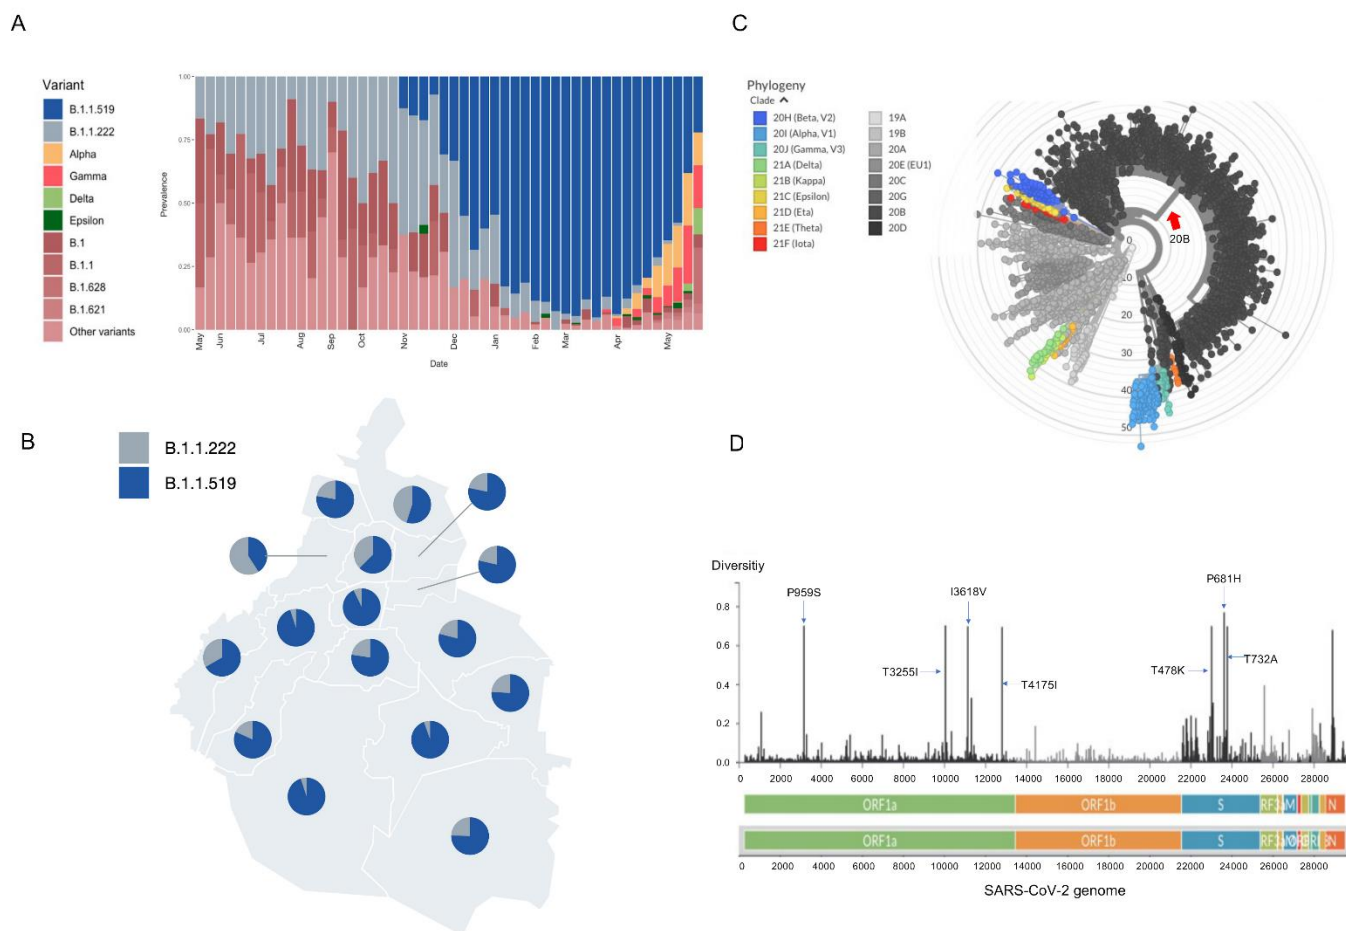 A
Variant
B.1.1.519
B.1.1.222
Alpha
Gamma
Delta
Epsilon
B.1
B.1.1
B.1.628
B.1.621
Other variants
Prevalence
1.00
0.75
0.50
0.25
0.00
May Jun Jul Aug Sep Oct Nov Dec Jan Feb Mar Apr May
Date
C
Phylogeny
Clade
20H (Beta, V2) 19A
20I (Alpha, V1) 19B
20J (Gamma, V3) 20A
21A (Delta) 20E (EU1)
21B (Kappa) 20C
21C (Epsilon) 20G
21D (Eta) 20B
21E (Theta) 20D
21F (Iota)
20B
0
10
20
30
40
50
B
B.1.1.222
B.1.1.519
D
Diversitiy
P959S I3618V P681H
T3255I T4175I T478K T732A
0.8
0.6
0.4
0.2
0.0
0 2000 4000 6000 8000 10000 12000 14000 16000 18000 20000 22000 24000 26000 28000
ORF1a ORF1b S RF3a M N
ORF1a ORF1b S RF3 N
0 2000 4000 6000 8000 10000 12000 14000 16000 18000 20000 22000 24000 26000 28000
SARS-CoV-2 genome